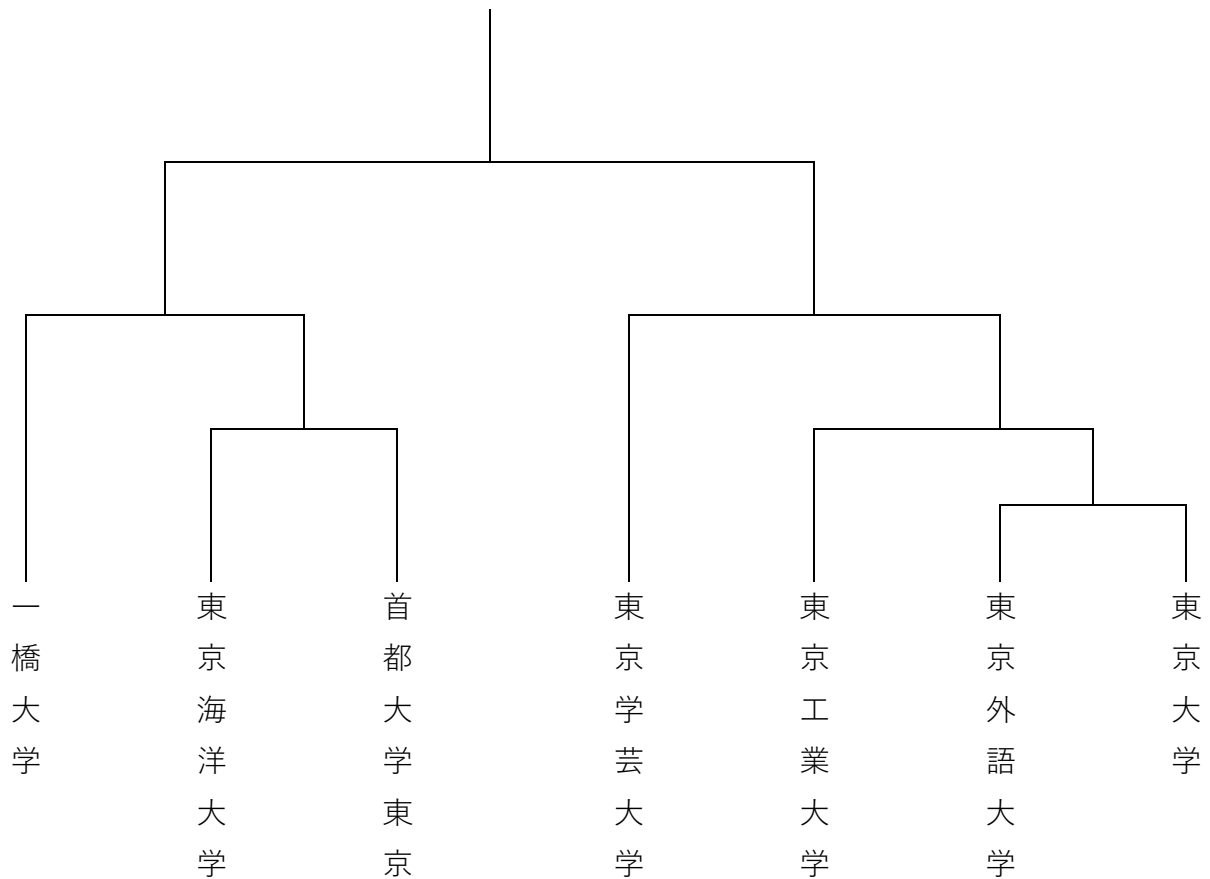 一橋大学
東京海洋大学
首都大学東京
東京学芸大学
東京工業大学
東京外語大学
東京大学